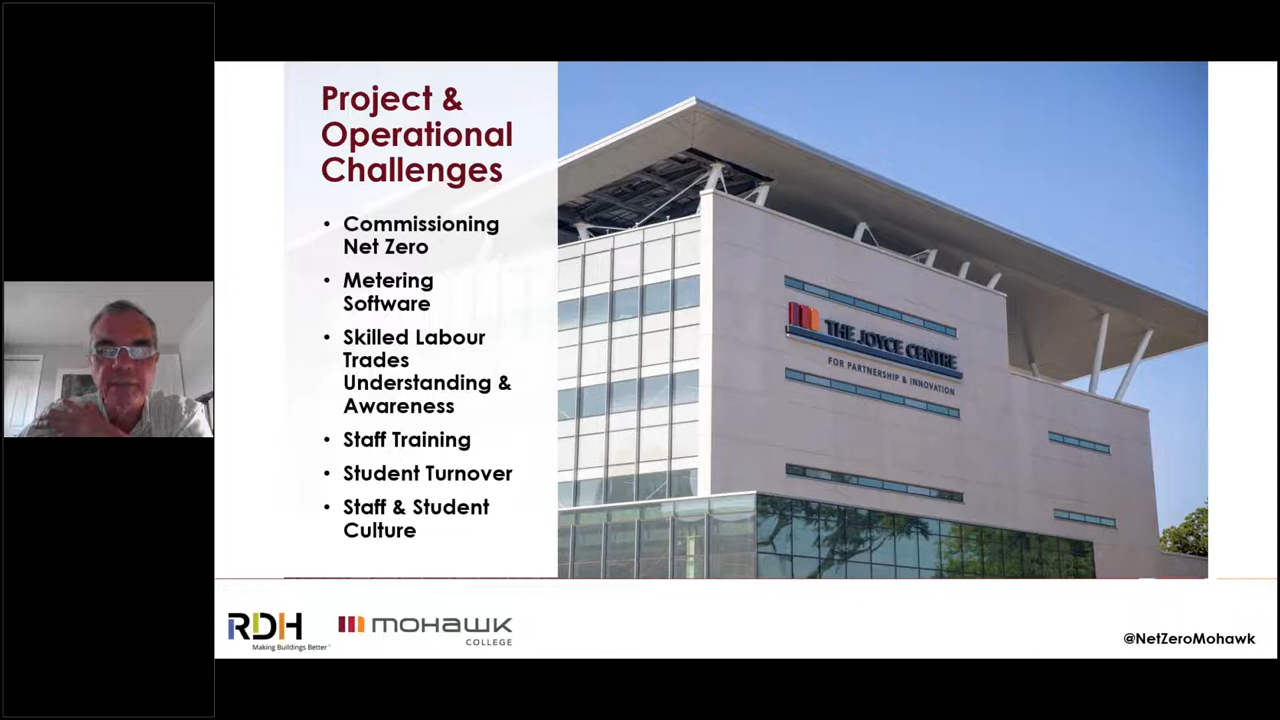 Project &
Operational
Challenges
• Commissioning
Net Zero
• Metering
Software
• Skilled Labour
Trades
Understanding &
Awareness
• Staff Training
• Student Turnover
• Staff & Student
Culture
THE JOYCE CENTRE
FOR PARTNERSHIP & INNOVATION
RDH
Making Buildings Better™
mohawk
COLLEGE
@NetZeroMohawk